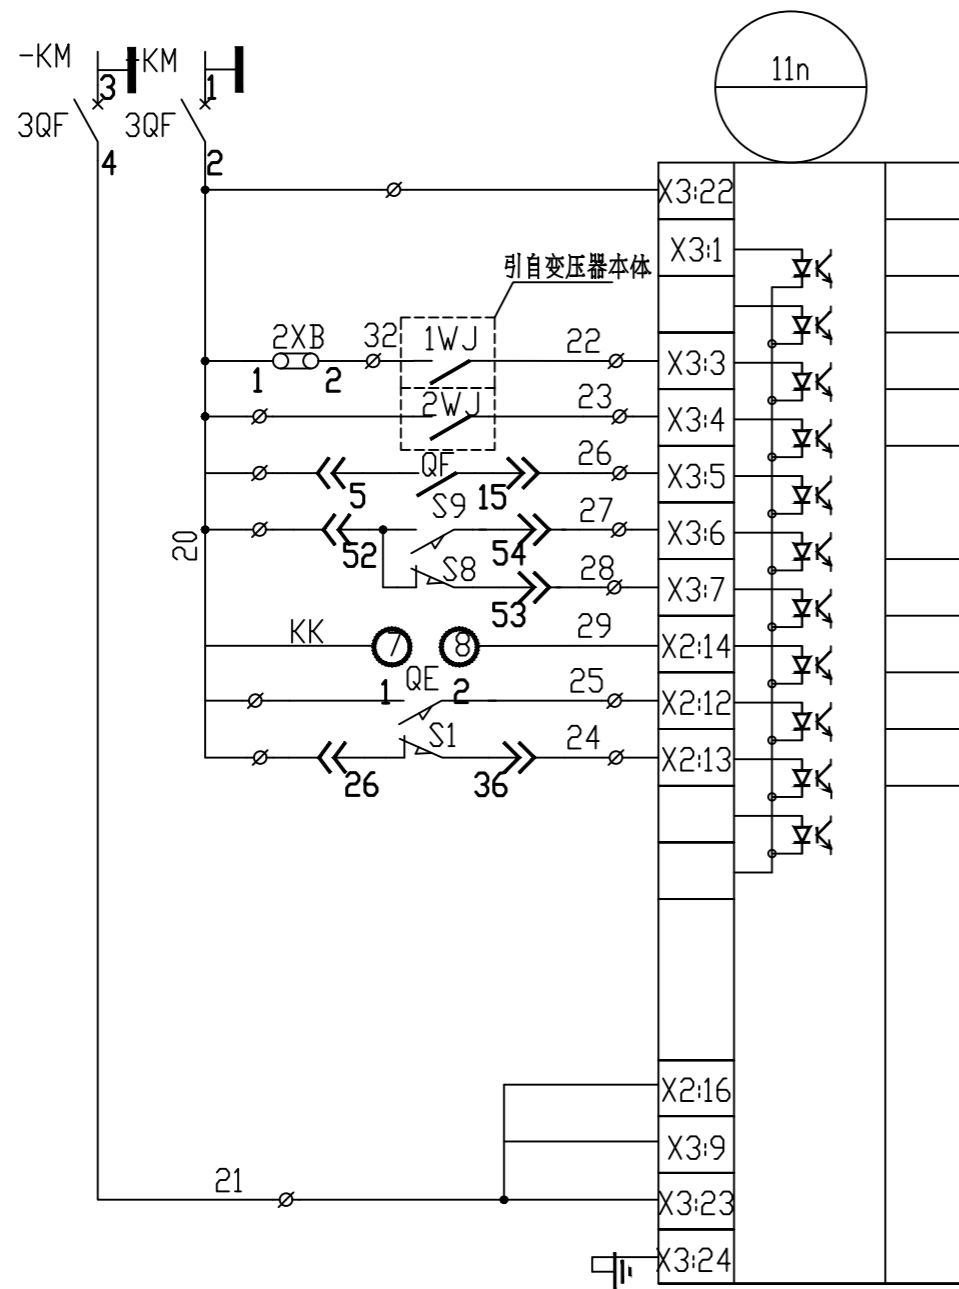 -KM
-KM
11n
3
1
3QF
3QF
4
2
X3:22
X3:1
引自变压器本体
2XB
32
1WJ
22
X3:3
1
2
2WJ
23
X3:4
QF
26
X3:5
5
15
S9
27
X3:6
20
52
54
S8
28
X3:7
53
KK
7
8
29
X2:14
1
QE
2
25
X2:12
S1
24
X2:13
26
36
X2:16
X3:9
21
X3:23
X3:24